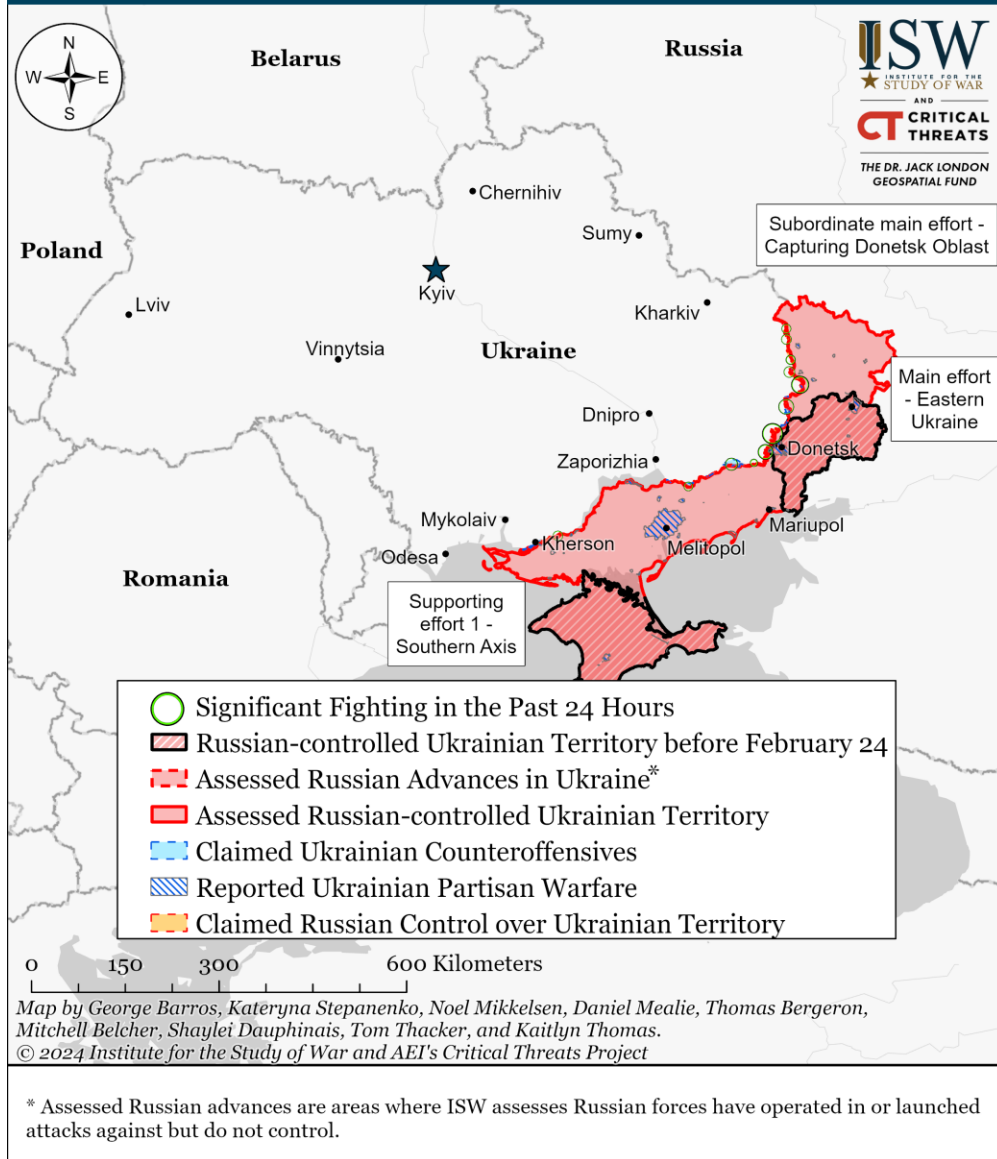 N
W
E
S
Belarus
Russia
ISW
INSTITUTE FOR THE
STUDY OF WAR
AND
CT CRITICAL
THREATS
THE DR. JACK LONDON
GEOSPATIAL FUND
Chernihiv
Sumy
Subordinate main effort -
Capturing Donetsk Oblast
Poland
Kyiv
Lviv
Kharkiv
Vinnytsia
Ukraine
Main effort
- Eastern
Ukraine
Dnipro
Donetsk
Zaporizhia
Mykolaiv
Mariupol
Kherson
Melitopol
Odesa
Romania
Supporting
effort 1 -
Southern Axis
Significant Fighting in the Past 24 Hours
Russian-controlled Ukrainian Territory before February 24
Assessed Russian Advances in Ukraine*
Assessed Russian-controlled Ukrainian Territory
Claimed Ukrainian Counteroffensives
Reported Ukrainian Partisan Warfare
Claimed Russian Control over Ukrainian Territory
0 150 300 600 Kilometers
Map by George Barros, Kateryna Stepanenko, Noel Mikkelsen, Daniel Mealie, Thomas Bergeron,
Mitchell Belcher, Shaylei Dauphinais, Tom Thacker, and Kaitlyn Thomas.
© 2024 Institute for the Study of War and AEI's Critical Threats Project
* Assessed Russian advances are areas where ISW assesses Russian forces have operated in or launched
attacks against but do not control.